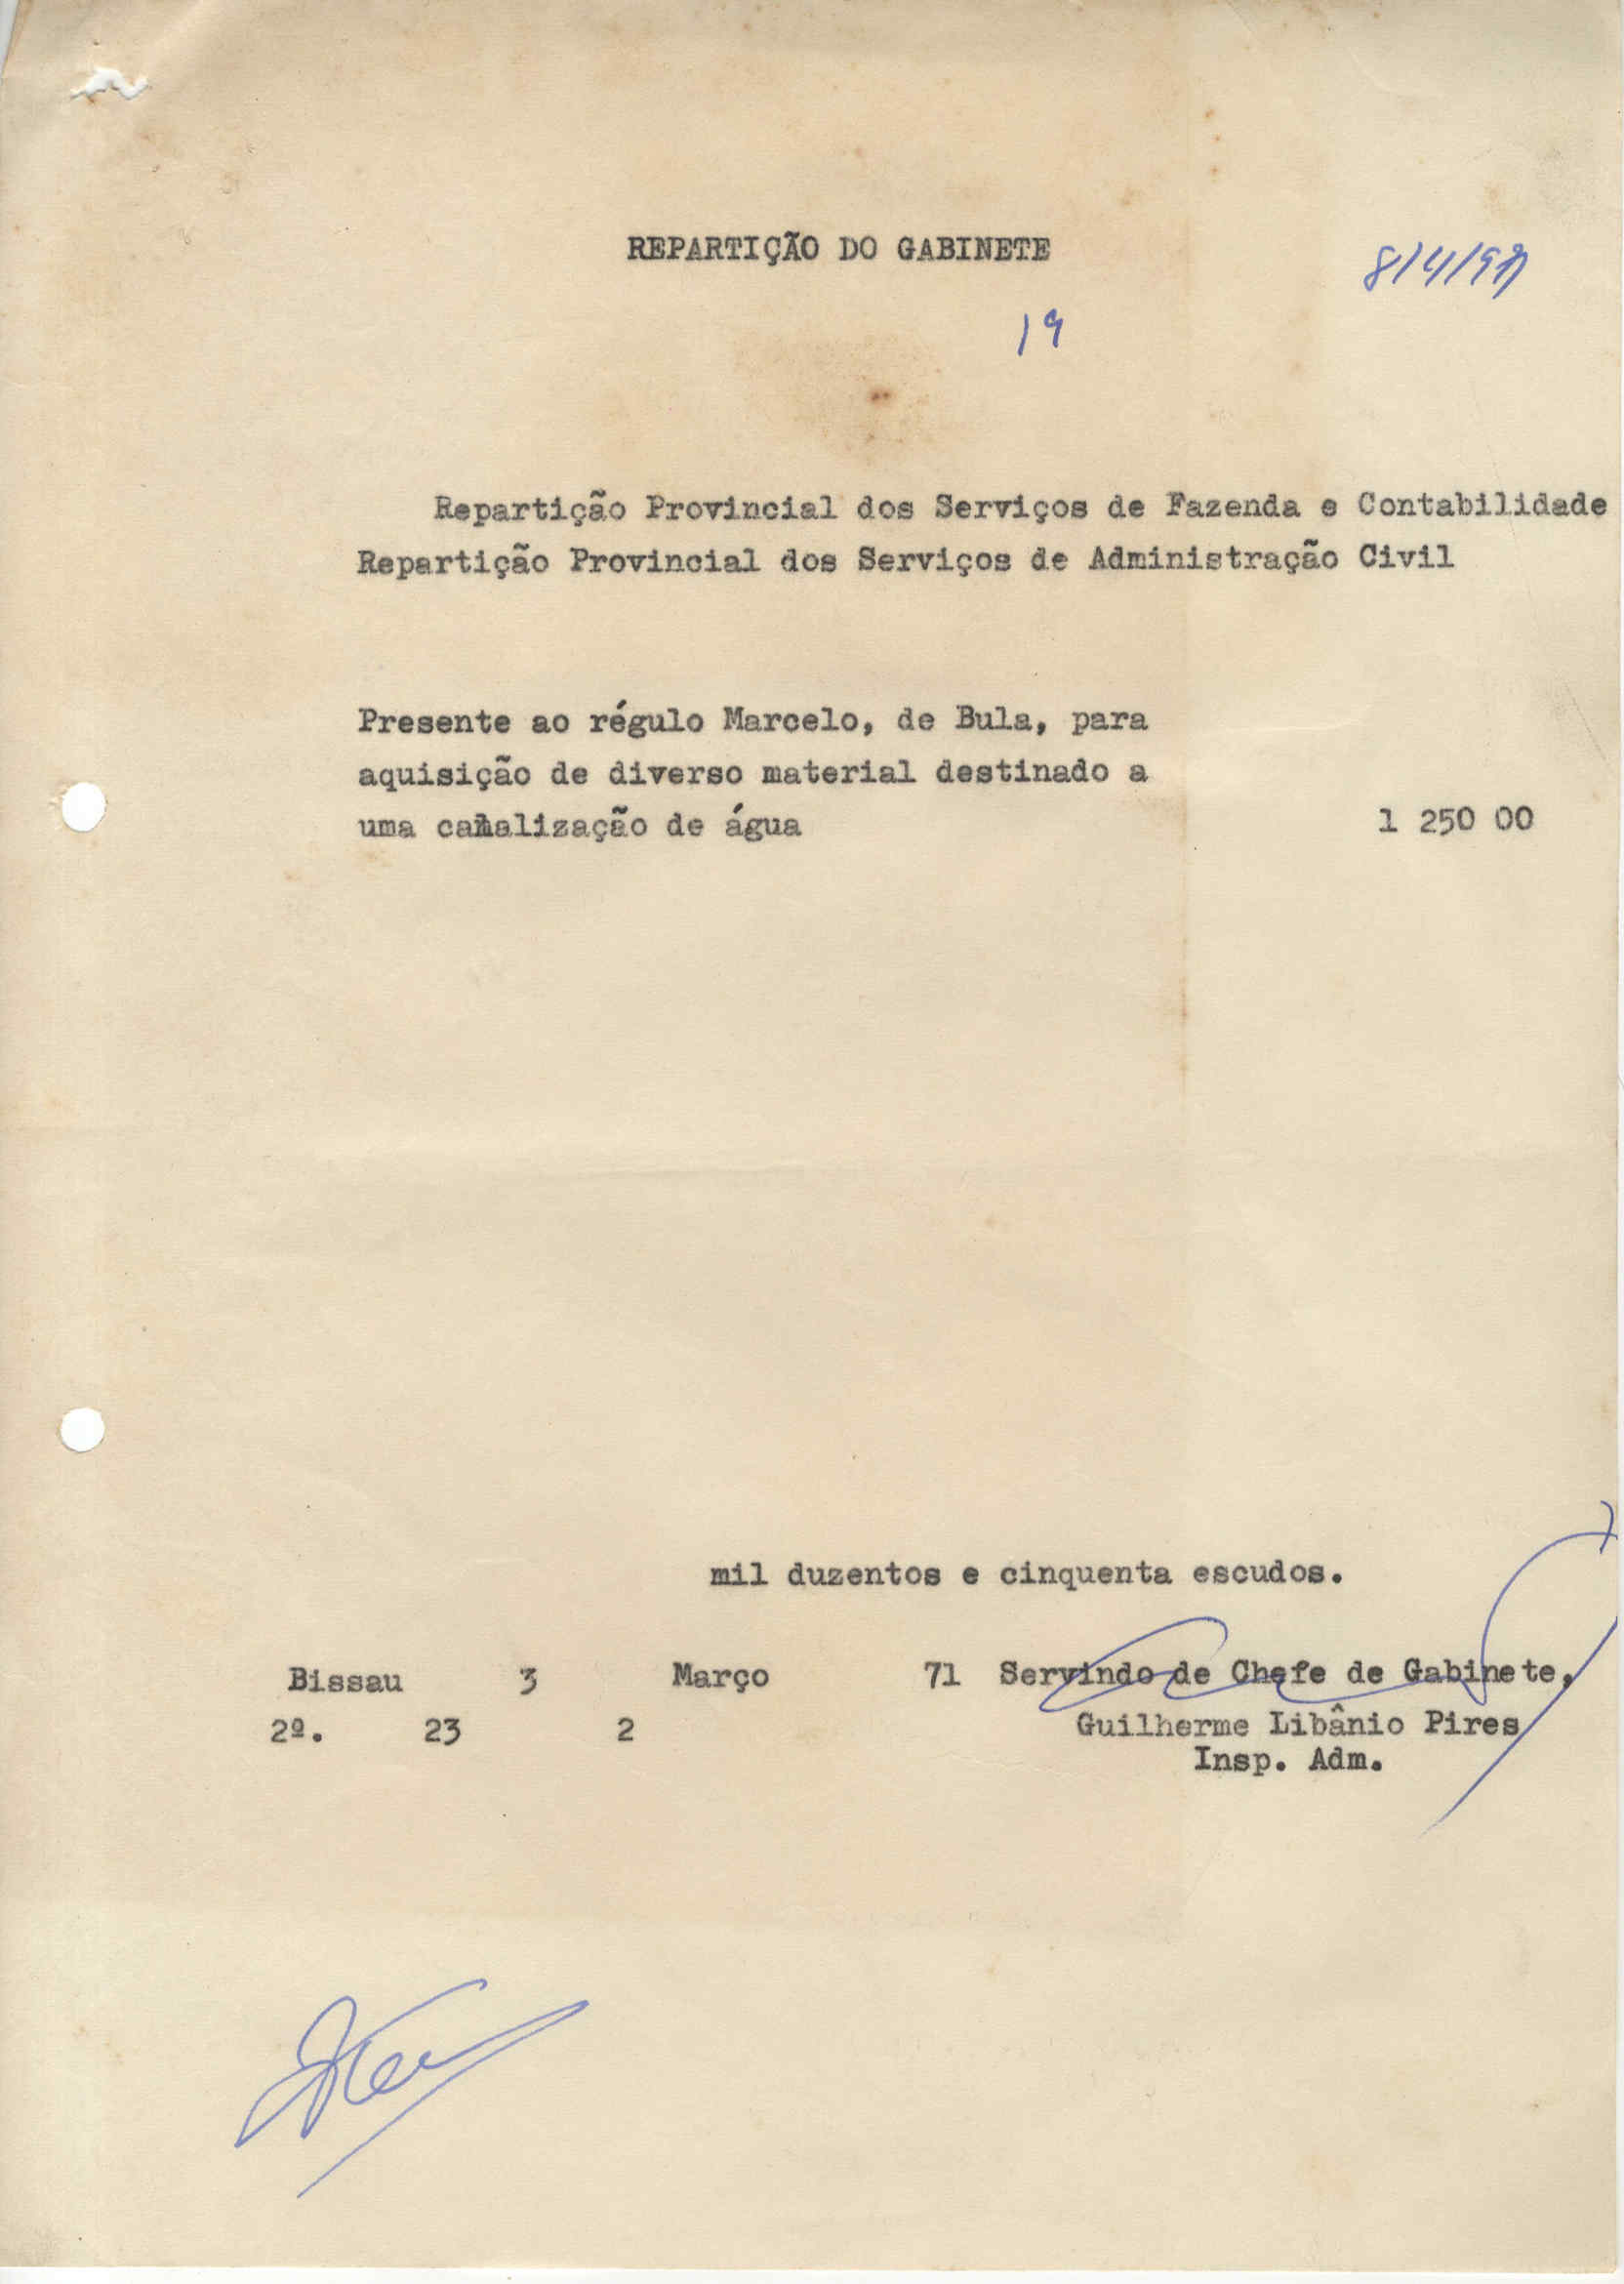 REPARTIÇÃO DO GABINETE
19
Repartição Provincial dos Serviços de Fazenda e Contabilidade
Repartição Provincial dos Serviços de Administração Civil
Presente ao régulo Marcelo, de Bula, para
aquisição de diverso material destinado a
uma canalização de água 1 250 00
mil duzentos e cinquenta escudos.
Bissau 3 Março 71 Servindo de Chefe de Gabinete,
2º. 23 2 Guilherme Libânio Pires
Insp. Adm.